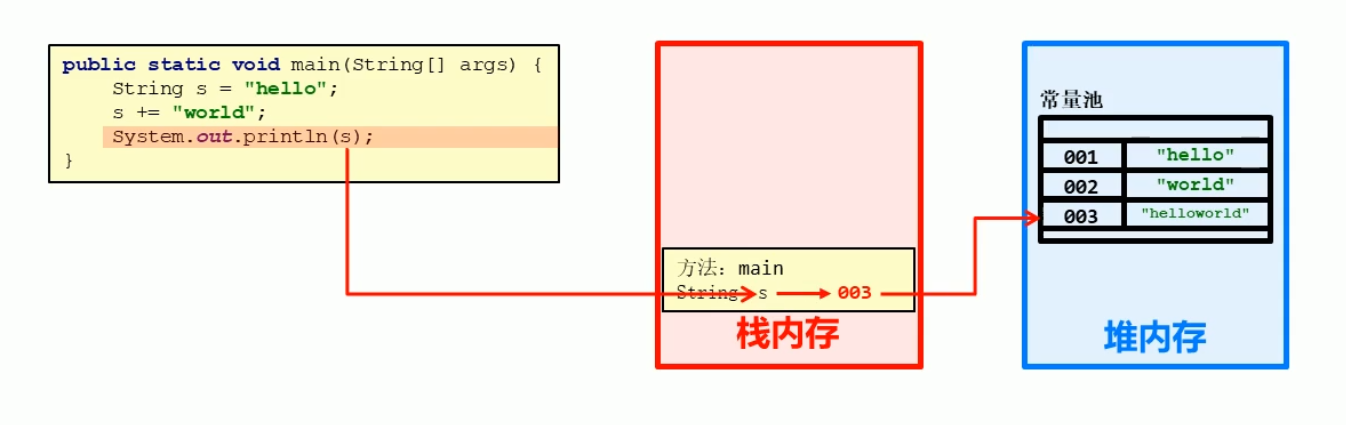 public static void main(String[] args) {
String s = "hello";
s += "world";
System.out.println(s);
}
方法：main
String s 003
栈内存
常量池
001 "hello"
002 "world"
003 "helloworld"
堆内存